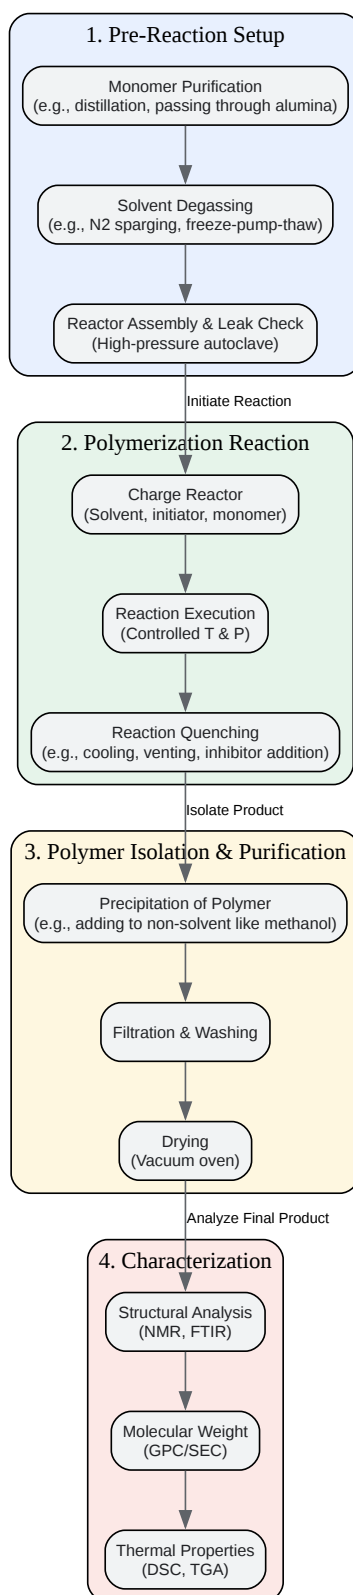 1. Pre-Reaction Setup
Monomer Purification
(e.g., distillation, passing through alumina)
Solvent Degassing
(e.g., N2 sparging, freeze-pump-thaw)
Reactor Assembly & Leak Check
(High-pressure autoclave)
Initiate Reaction
2. Polymerization Reaction
Charge Reactor
(Solvent, initiator, monomer)
Reaction Execution
(Controlled T & P)
Reaction Quenching
(e.g., cooling, venting, inhibitor addition)
Isolate Product
3. Polymer Isolation & Purification
Precipitation of Polymer
(e.g., adding to non-solvent like methanol)
Filtration & Washing
Drying
(Vacuum oven)
Analyze Final Product
4. Characterization
Structural Analysis
(NMR, FTIR)
Molecular Weight
(GPC/SEC)
Thermal Properties
(DSC, TGA)